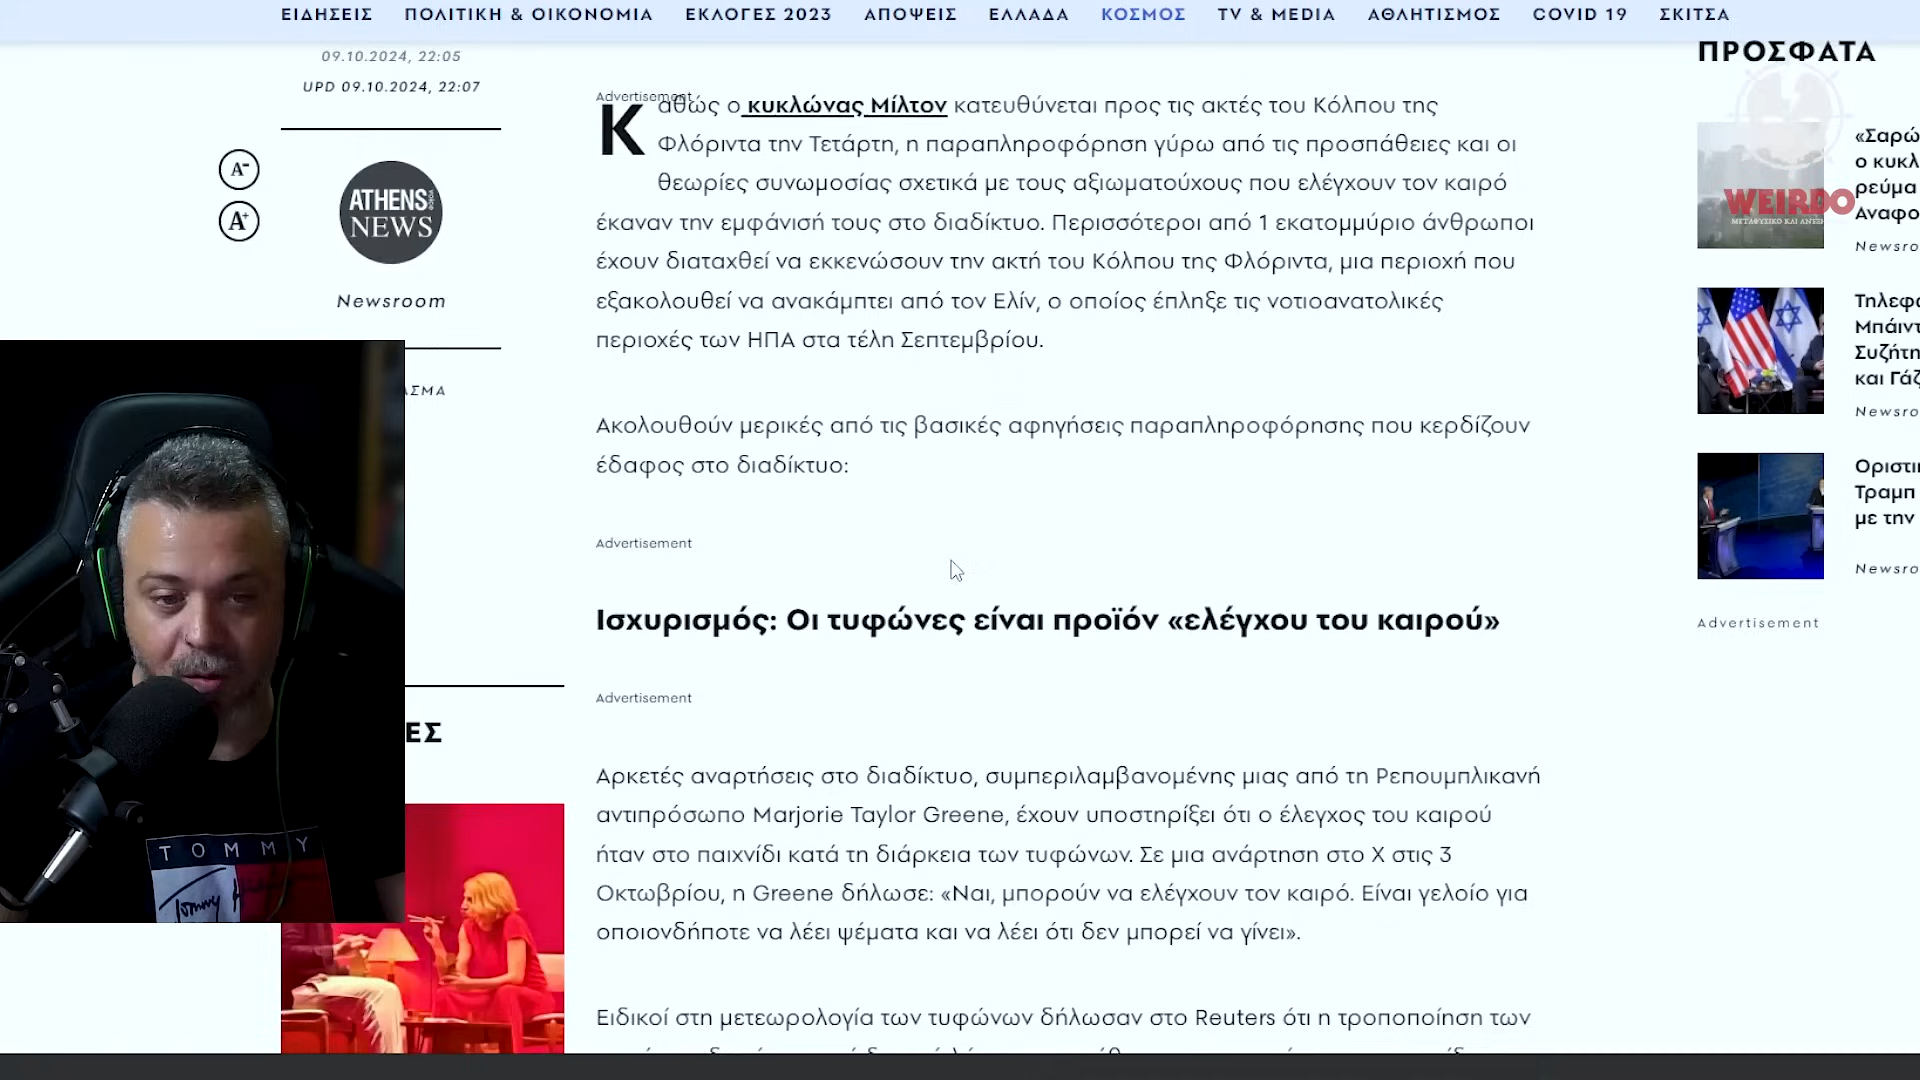 ΕΙΔΗΣΕΙΣ ΠΟΛΙΤΙΚΗ & ΟΙΚΟΝΟΜΙΑ ΕΚΛΟΓΕΣ 2023 ΑΠΟΨΕΙΣ ΕΛΛΑΔΑ ΚΟΣΜΟΣ TV & MEDIA ΑΘΛΗΤΙΣΜΟΣ COVID 19 ΣΚΙΤΣΑ
09.10.2024, 22:05
UPD 09.10.2024, 22:07
A-
A+
ATHENS voice
NEWS
Newsroom
ΑΣΜΑ
ΕΣ
TOMMY
Tommy
Advertisement
Καθώς ο κυκλώνας Μίλτον κατευθύνεται προς τις ακτές του Κόλπου της
Φλόριντα την Τετάρτη, η παραπληροφόρηση γύρω από τις προσπάθειες και οι
θεωρίες συνωμοσίας σχετικά με τους αξιωματούχους που ελέγχουν τον καιρό
έκαναν την εμφάνισή τους στο διαδίκτυο. Περισσότεροι από 1 εκατομμύριο άνθρωποι
έχουν διαταχθεί να εκκενώσουν την ακτή του Κόλπου της Φλόριντα, μια περιοχή που
εξακολουθεί να ανακάμπτει από τον Ελίν, ο οποίος έπληξε τις νοτιοανατολικές
περιοχές των ΗΠΑ στα τέλη Σεπτεμβρίου.
Ακολουθούν μερικές από τις βασικές αφηγήσεις παραπληροφόρησης που κερδίζουν
έδαφος στο διαδίκτυο:
Advertisement
Ισχυρισμός: Οι τυφώνες είναι προϊόν «ελέγχου του καιρού»
Advertisement
Αρκετές αναρτήσεις στο διαδίκτυο, συμπεριλαμβανομένης μιας από τη Ρεπουμπλικανή
αντιπρόσωπο Marjorie Taylor Greene, έχουν υποστηρίξει ότι ο έλεγχος του καιρού
ήταν στο παιχνίδι κατά τη διάρκεια των τυφώνων. Σε μια ανάρτηση στο X στις 3
Οκτωβρίου, η Greene δήλωσε: «Ναι, μπορούν να ελέγχουν τον καιρό. Είναι γελοίο για
οποιονδήποτε να λέει ψέματα και να λέει ότι δεν μπορεί να γίνει».
Ειδικοί στη μετεωρολογία των τυφώνων δήλωσαν στο Reuters ότι η τροποποίηση των
ΠΡΟΣΦΑΤΑ
WEIRDO
ΜΕΤΑΦΥΣΙΚΟ ΚΑΙ ΑΝΕΞΗ
«Σαρώ
ο κυκλ
ρεύμα
Αναφο
Newsro
Τηλεφ
Μπάιντ
Συζήτη
και Γάζ
Newsro
Οριστι
Τραμπ
με την
Newsro
Advertisement